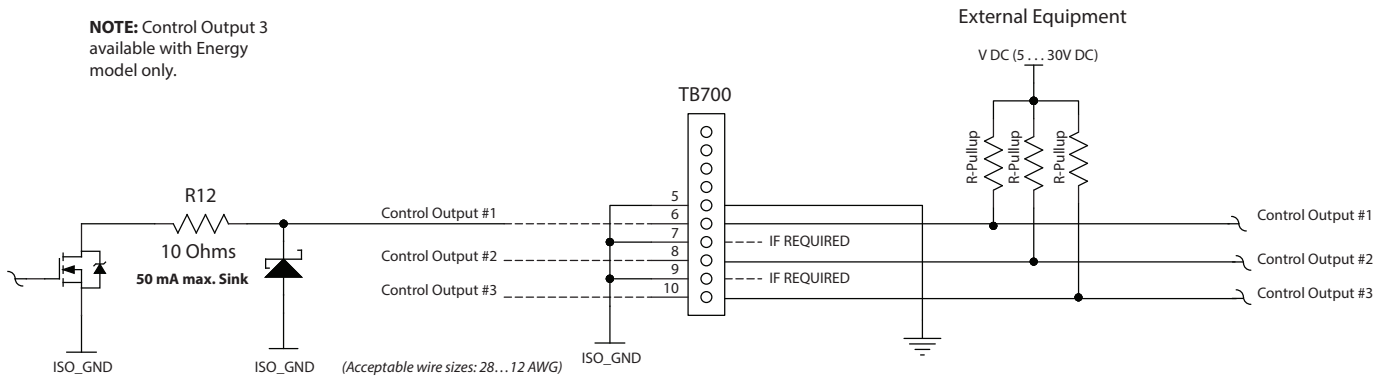 NOTE: Control Output 3
available with Energy
model only.
External Equipment
V DC (5 . . . 30V DC)
TB700
R-Pullup
R-Pullup
R-Pullup
R12
10 Ohms
50 mA max. Sink
Control Output #1
Control Output #2
Control Output #3
5
6
7
8
9
10
IF REQUIRED
IF REQUIRED
Control Output #1
Control Output #2
Control Output #3
ISO_GND
ISO_GND
(Acceptable wire sizes: 28…12 AWG)
ISO_GND